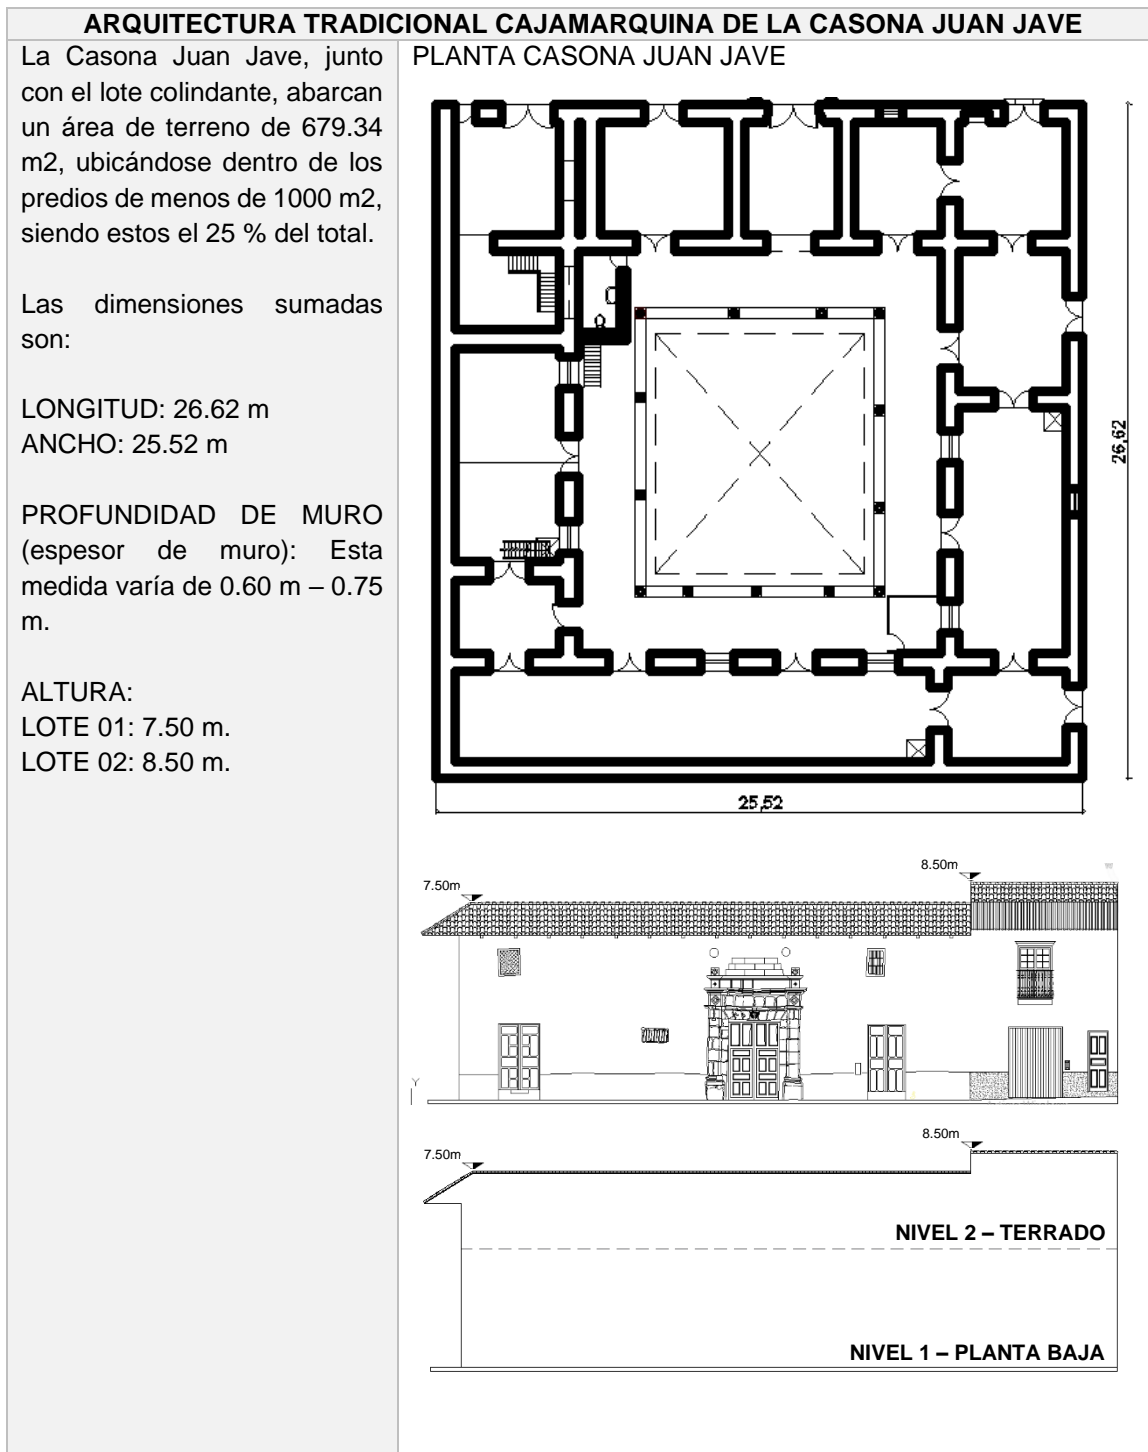 ARQUITECTURA TRADICIONAL CAJAMARQUINA DE LA CASONA JUAN JAVE
La Casona Juan Jave, junto
con el lote colindante, abarcan
un área de terreno de 679.34
m2, ubicándose dentro de los
predios de menos de 1000 m2,
siendo estos el 25 % del total.
Las dimensiones sumadas
son:
LONGITUD: 26.62 m
ANCHO: 25.52 m
PROFUNDIDAD DE MURO
(espesor de muro): Esta
medida varía de 0.60 m – 0.75
m.
ALTURA:
LOTE 01: 7.50 m.
LOTE 02: 8.50 m.
PLANTA CASONA JUAN JAVE
26,62
25,52
7.50m
8.50m
Y
7.50m
8.50m
NIVEL 2 – TERRADO
NIVEL 1 – PLANTA BAJA